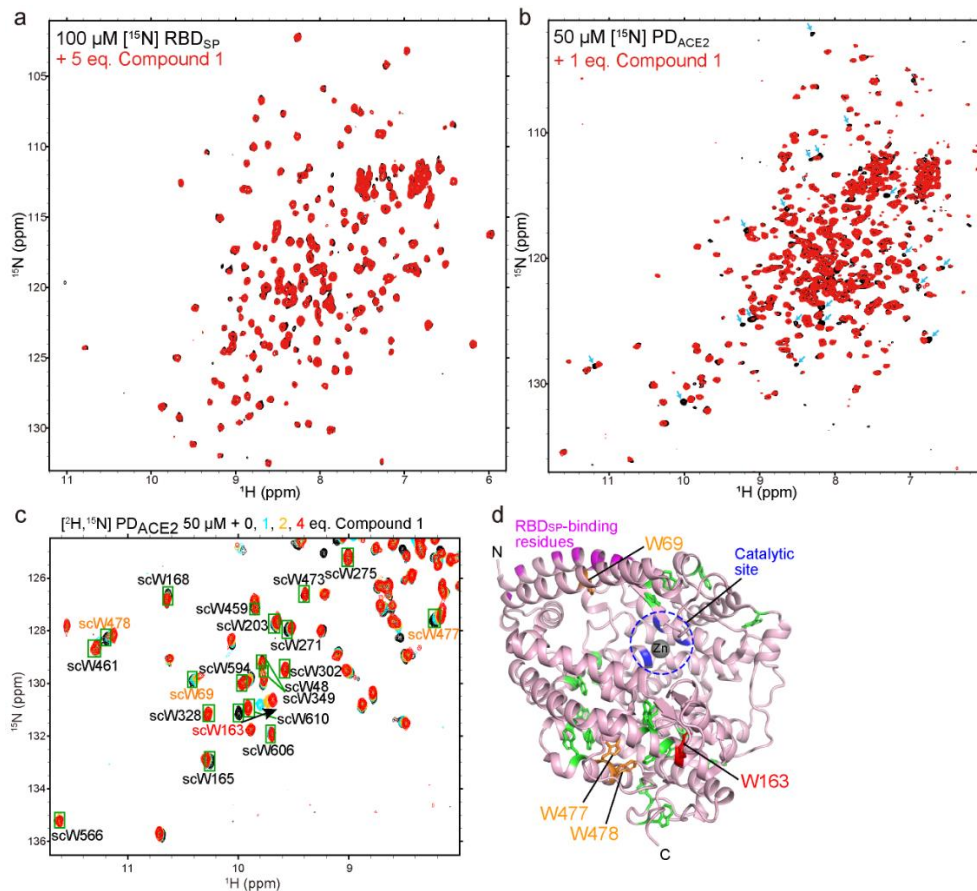 a
100 μM [¹⁵N] RBDSP
+ 5 eq. Compound 1
105
110
115
120
125
130
¹⁵N (ppm)
11
10
9
8
7
6
¹H (ppm)
b
50 μM [¹⁵N] PDACE2
+ 1 eq. Compound 1
110
120
130
¹⁵N (ppm)
11
10
9
8
7
¹H (ppm)
c
[²H,¹⁵N] PDACE2 50 μM + 0, 1, 2, 4 eq. Compound 1
126
128
130
132
134
136
¹⁵N (ppm)
scW168
scW473
scW275
scW459
scW203
scW478
scW477
scW271
scW461
scW594
scW302
scW69
scW48
scW349
scW328
scW610
scW163
scW606
scW165
scW566
11
10
9
¹H (ppm)
d
RBDSP-binding
residues
W69
Catalytic
site
N
Zn
W163
W477
W478
C